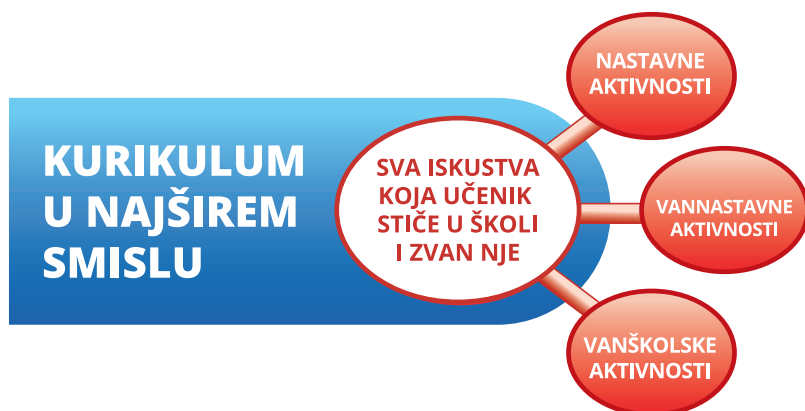 KURIKULUM
U NAJŠIREM
SMISLU
SVA ISKUSTVA
KOJA UČENIK
STIČE U ŠKOLI
I ZVAN NJE
NASTAVNE
AKTIVNOSTI
VANNASTAVNE
AKTIVNOSTI
VANŠKOLSKE
AKTIVNOSTI